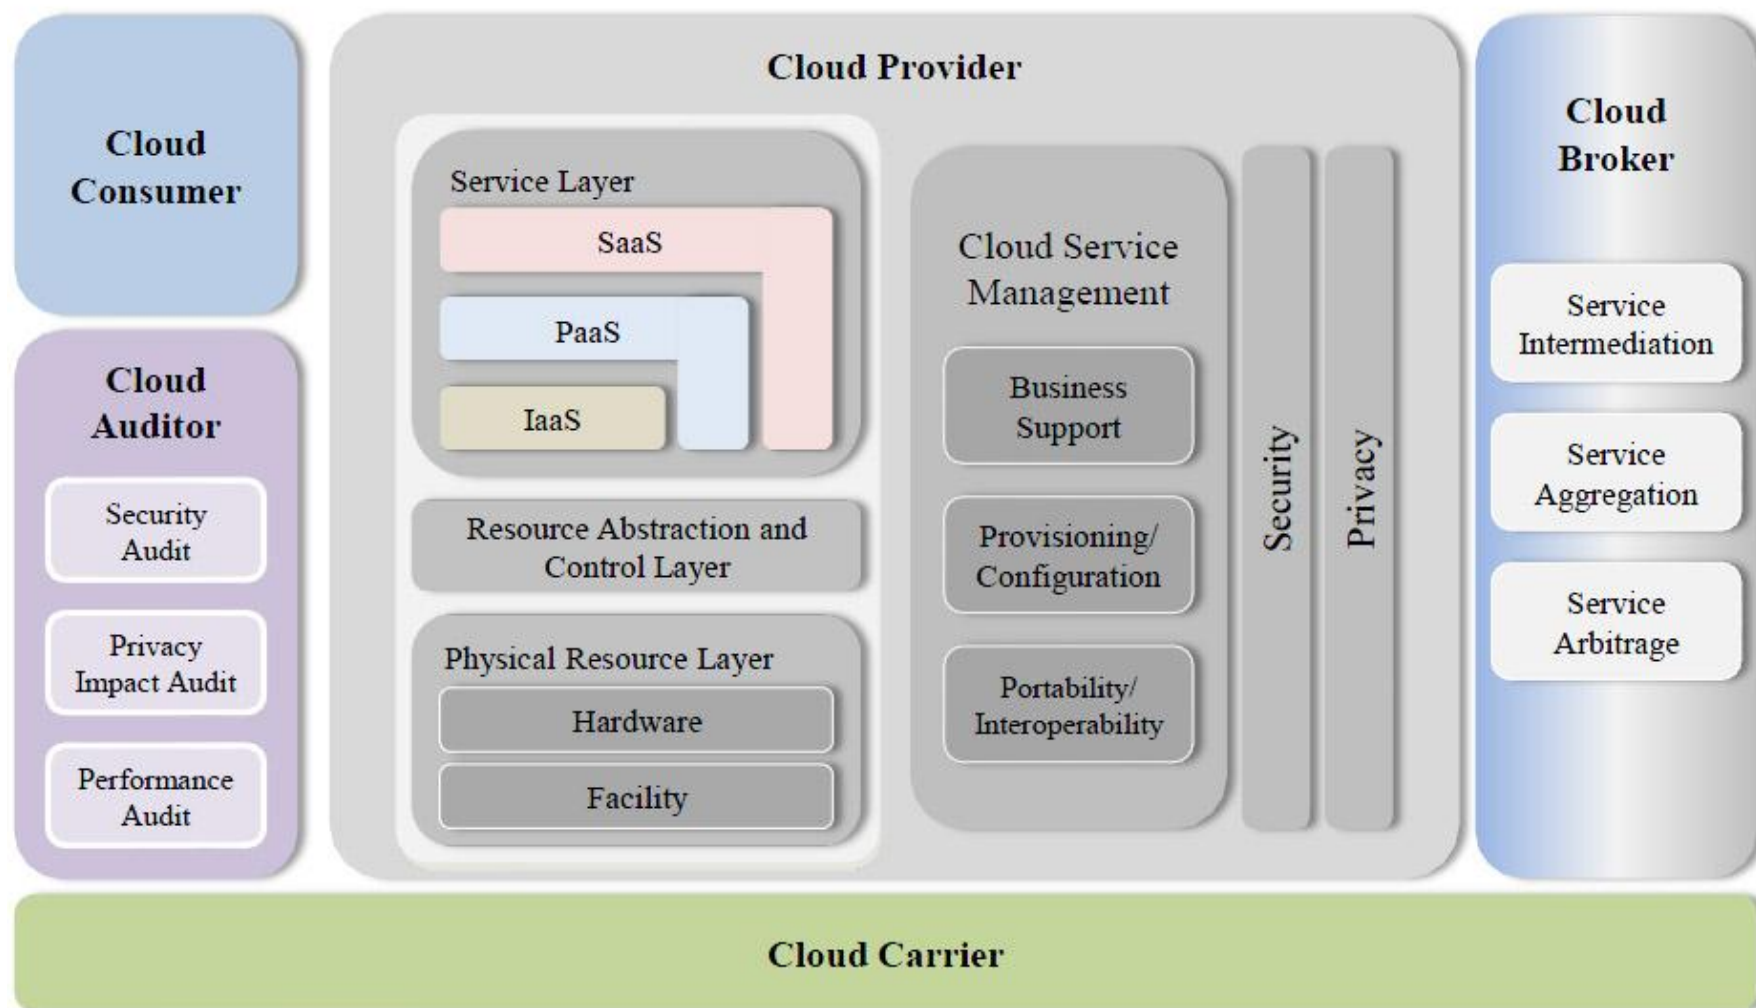 Cloud
Consumer
Cloud
Auditor
Security
Audit
Privacy
Impact Audit
Performance
Audit
Cloud Provider
Service Layer
SaaS
PaaS
IaaS
Resource Abstraction and
Control Layer
Physical Resource Layer
Hardware
Facility
Cloud Service
Management
Business
Support
Provisioning/
Configuration
Portability/
Interoperability
Security
Privacy
Cloud
Broker
Service
Intermediation
Service
Aggregation
Service
Arbitrage
Cloud Carrier